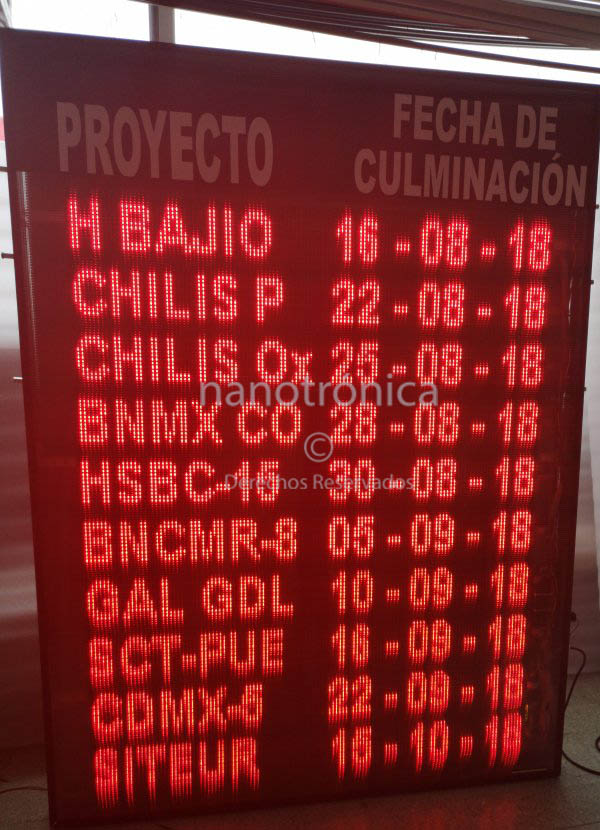 PROYECTO FECHA DE CULMINACIÓN
H BAJIO 16-08-18
CHILIS P 22-08-18
CHILIS Ox 25-08-18
nanotronica
BNMX CO 28-08-18
©
HSBC-15 30-08-18
Derechos Reservados
BNCMR-8 05-09-18
GAL GDL 10-09-18
SCT-PUE 16-09-18
CDMX-5 22-09-18
SITEUR 15-10-18